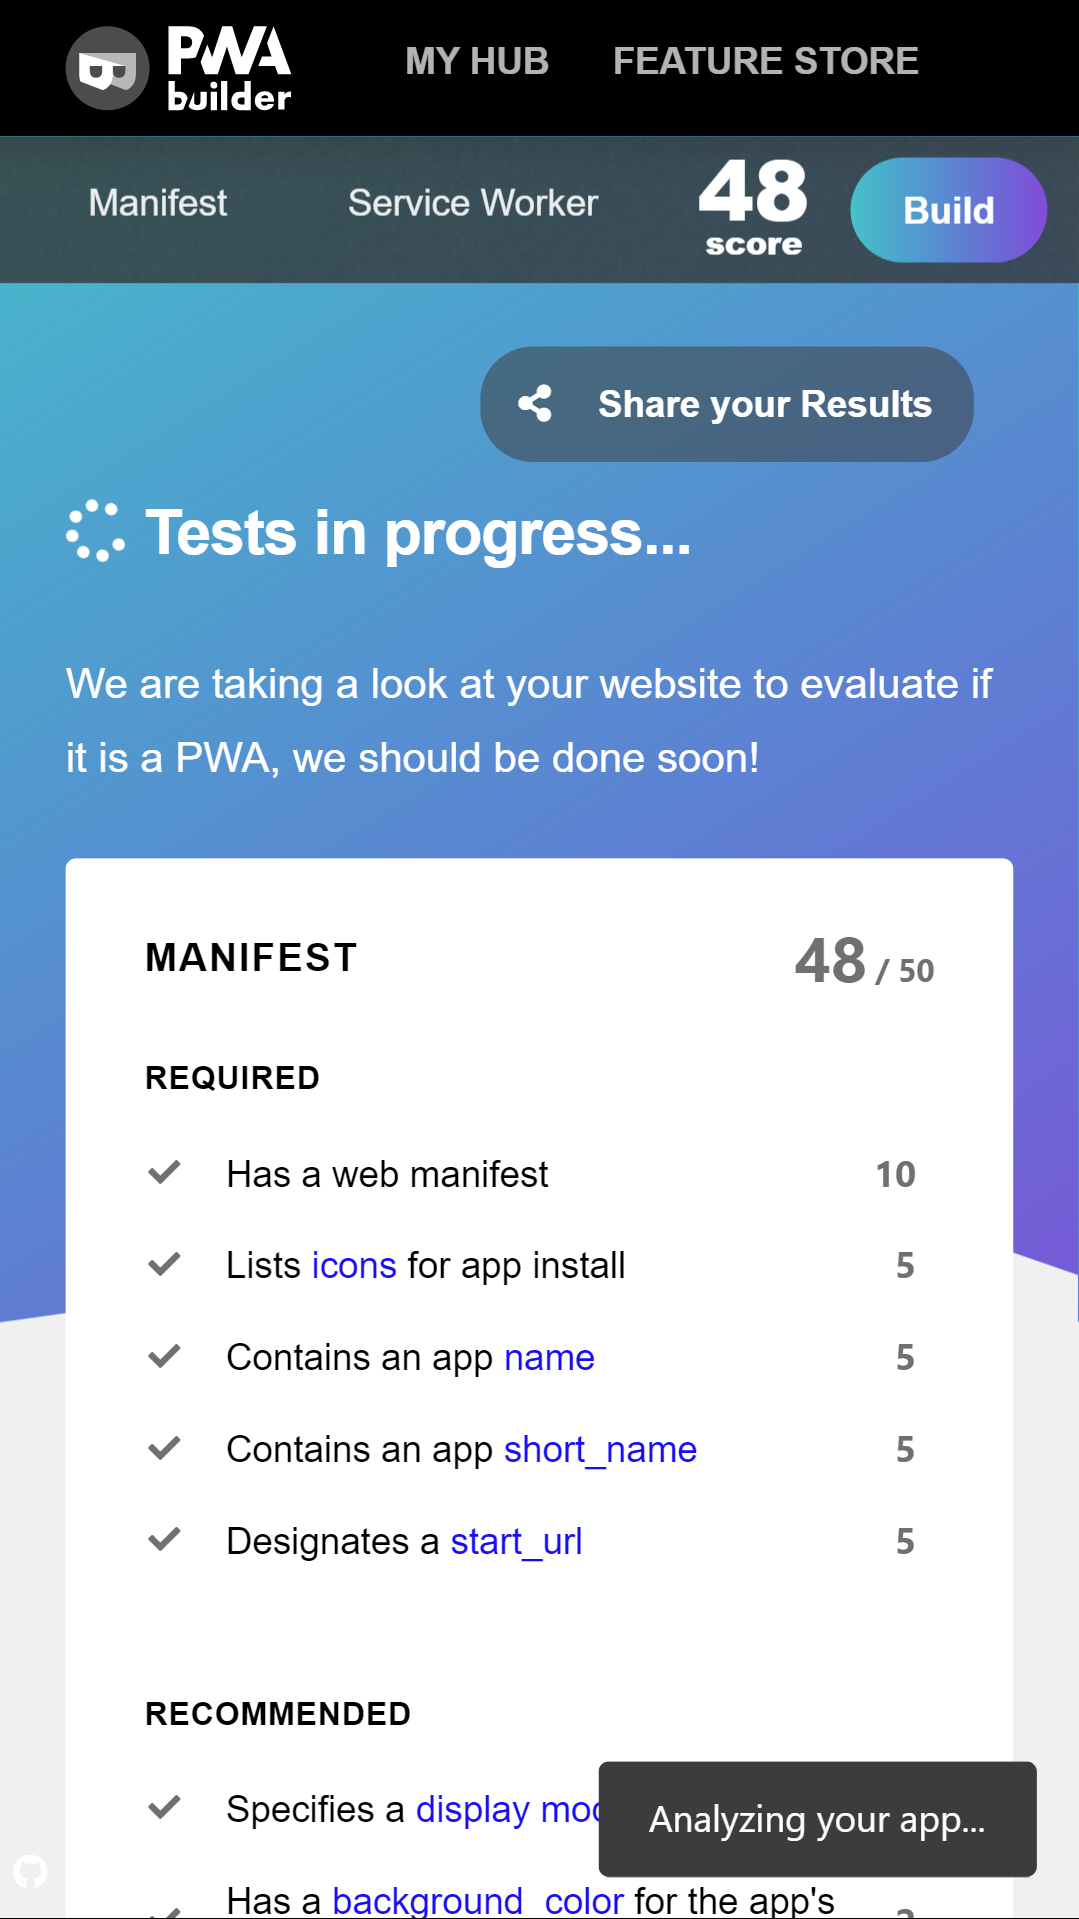 PWA
builder
MY HUB
FEATURE STORE
Manifest
Service Worker
48
score
Build
Share your Results
Tests in progress...
We are taking a look at your website to evaluate if
it is a PWA, we should be done soon!
MANIFEST
48 / 50
REQUIRED
Has a web manifest 10
Lists icons for app install 5
Contains an app name 5
Contains an app short_name 5
Designates a start_url 5
RECOMMENDED
Specifies a display
Analyzing your app...
Has a background_color for the app's